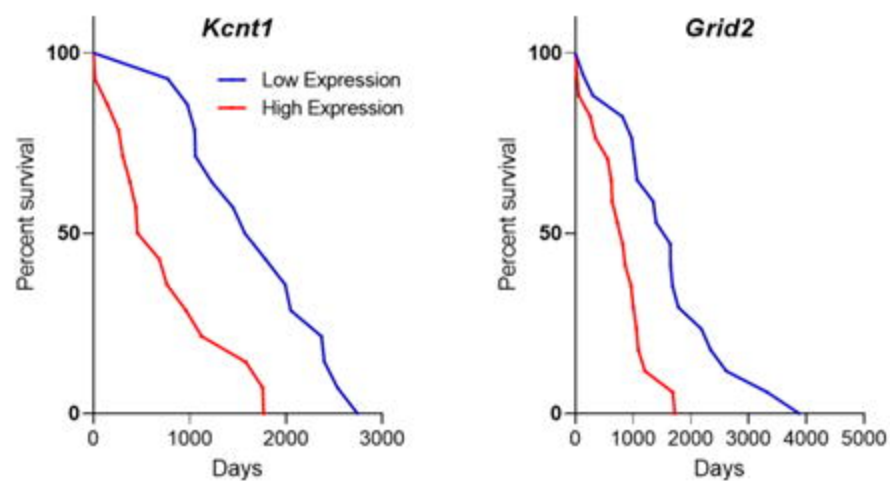 Kcnt1
100
50
0
Percent survival
Low Expression
High Expression
0 1000 2000 3000
Days
Grid2
100
50
0
Percent survival
0 1000 2000 3000 4000 5000
Days